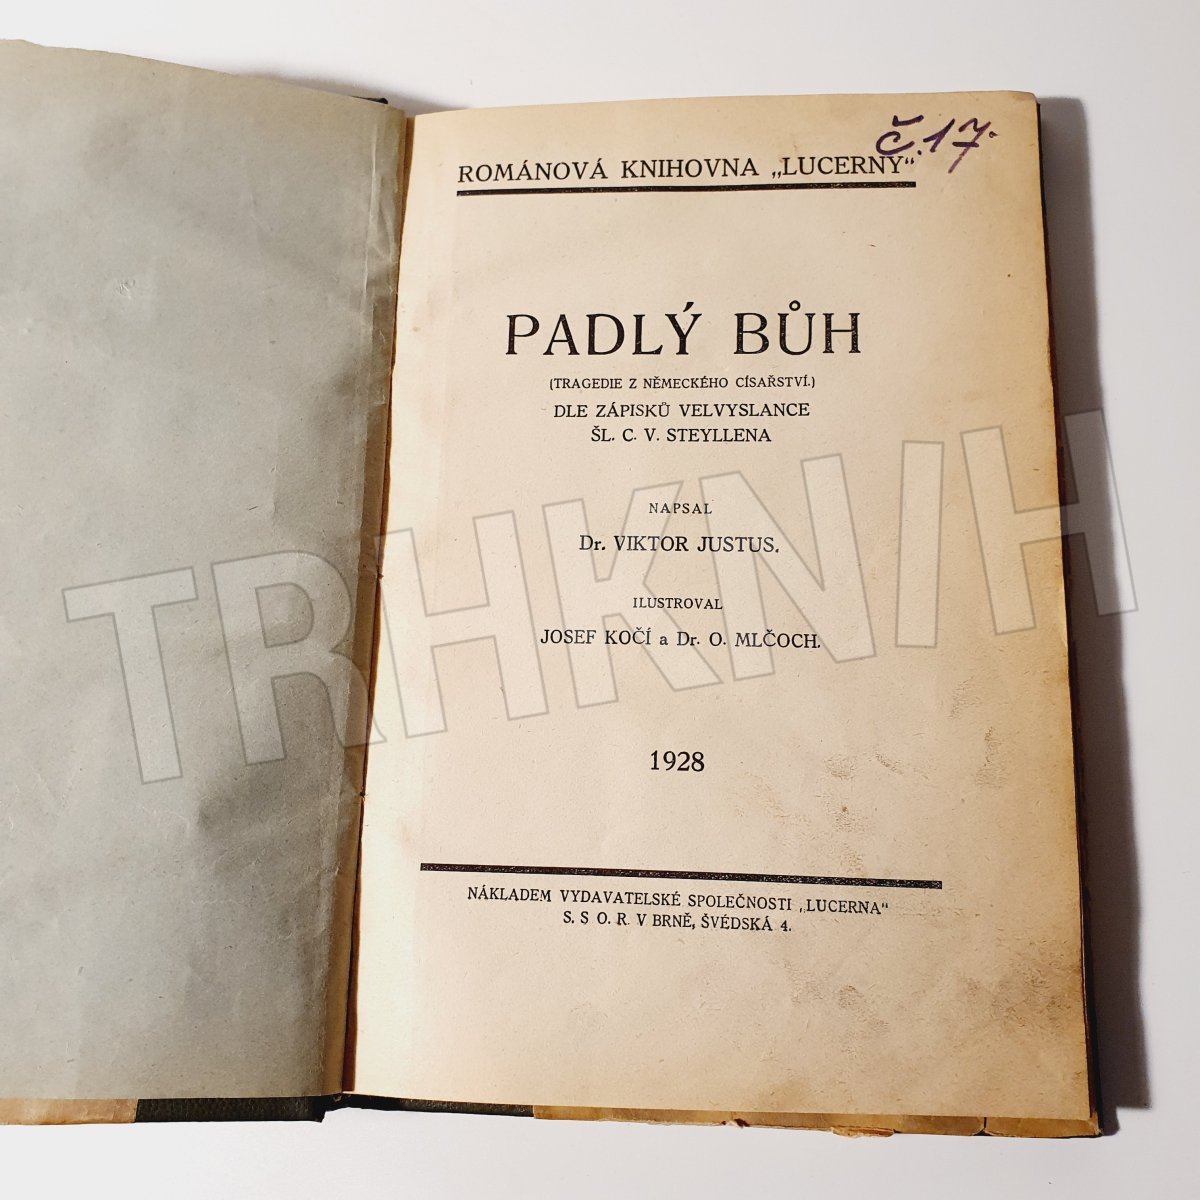 č. 17.
ROMÁNOVÁ KNIHOVNA „LUCERNY“
PADLÝ BŮH
(TRAGEDIE Z NĚMECKÉHO CÍSAŘSTVÍ.)
DLE ZÁPISKŮ VELVYSLANCE
ŠL. C. V. STEYLLENA
NAPSAL
Dr. VIKTOR JUSTUS.
ILUSTROVAL
JOSEF KOČÍ a Dr. O. MLČOCH.
1928
NÁKLADEM VYDAVATELSKÉ SPOLEČNOSTI „LUCERNA“
S. S O. R. V BRNĚ, ŠVÉDSKÁ 4.
TRHKNIH